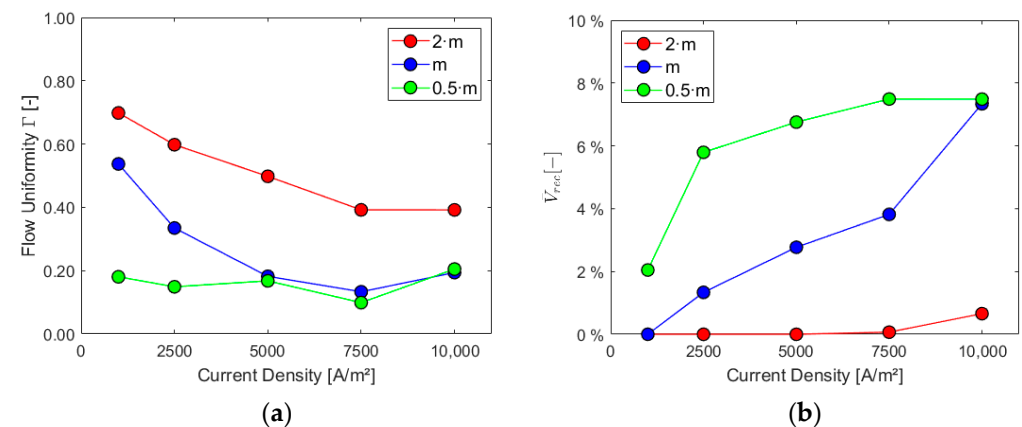 1.00
0.80
0.60
0.40
0.20
0.00
Flow Uniformity Γ [-]
2·m
m
0.5·m
0
2500
5000
7500
10,000
Current Density [A/m²]
(a)
10 %
8 %
6 %
4 %
2 %
0 %
V̄rec[−]
2·m
m
0.5·m
0
2500
5000
7500
10,000
Current Density [A/m²]
(b)